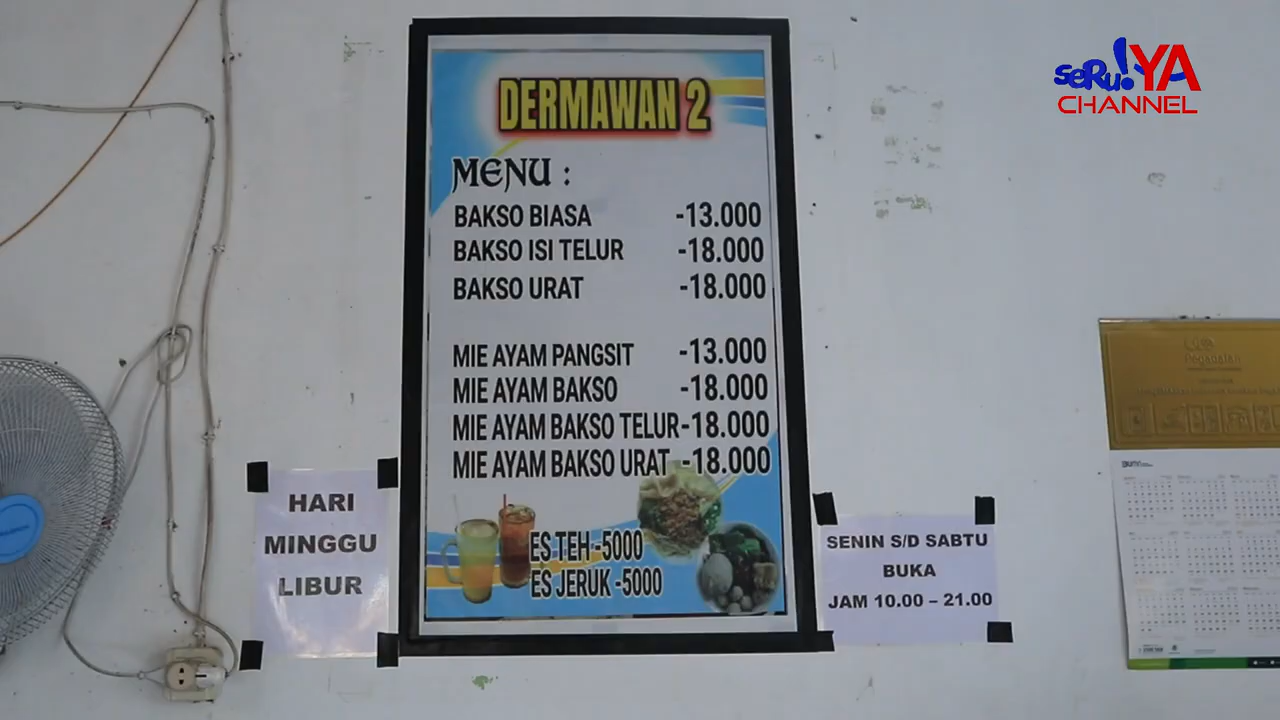 seRu!YA
CHANNEL
DERMAWAN 2
MENU :
BAKSO BIASA -13.000
BAKSO ISI TELUR -18.000
BAKSO URAT -18.000
MIE AYAM PANGSIT -13.000
MIE AYAM BAKSO -18.000
MIE AYAM BAKSO TELUR-18.000
MIE AYAM BAKSO URAT -18.000
ES TEH -5000
ES JERUK -5000
HARI
MINGGU
LIBUR
SENIN S/D SABTU
BUKA
JAM 10.00 – 21.00
Pegadaian